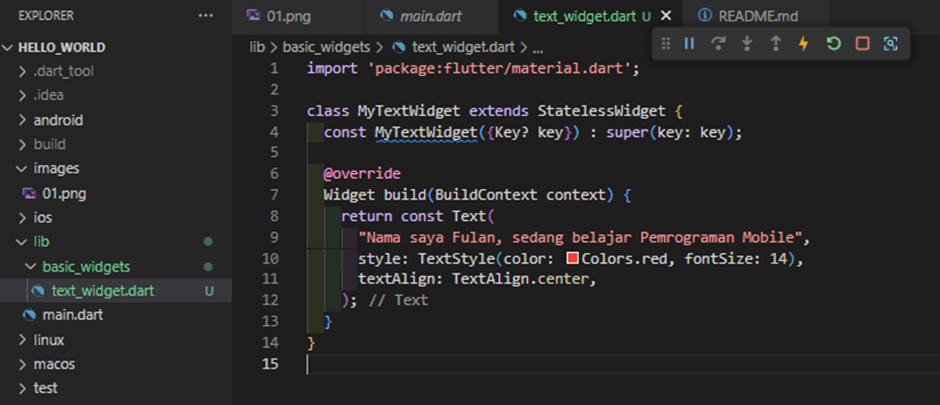 EXPLORER ...
HELLO_WORLD
.dart_tool
.idea
android
build
images
01.png
ios
lib
basic_widgets
text_widget.dart U
main.dart
linux
macos
test
01.png main.dart text_widget.dart U README.md
lib > basic_widgets > text_widget.dart > ...
1 import 'package:flutter/material.dart';
2
3 class MyTextWidget extends StatelessWidget {
4 const MyTextWidget({Key? key}) : super(key: key);
5
6 @override
7 Widget build(BuildContext context) {
8 return const Text(
9 "Nama saya Fulan, sedang belajar Pemrograman Mobile",
10 style: TextStyle(color: Colors.red, fontSize: 14),
11 textAlign: TextAlign.center,
12 ); // Text
13 }
14 }
15